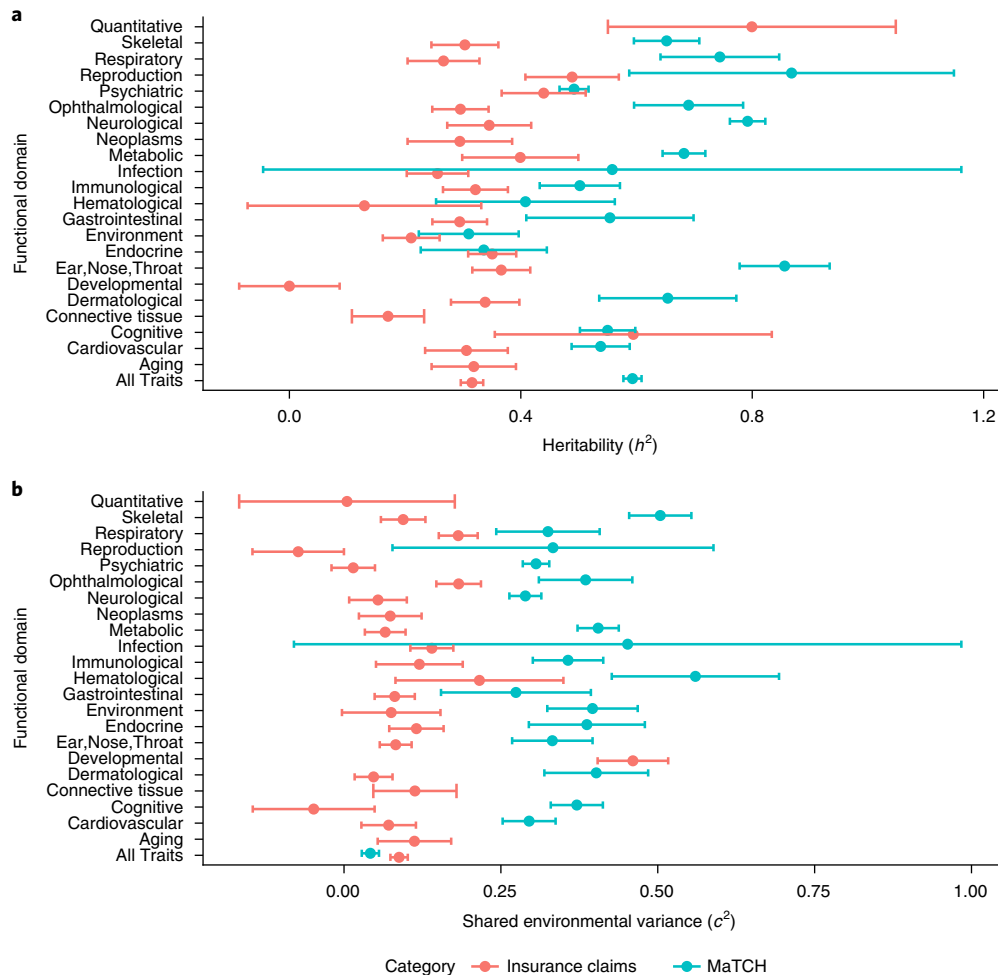 a
Quantitative
Skeletal
Respiratory
Reproduction
Psychiatric
Ophthalmological
Neurological
Neoplasms
Metabolic
Infection
Immunological
Hematological
Gastrointestinal
Environment
Endocrine
Ear,Nose,Throat
Developmental
Dermatological
Connective tissue
Cognitive
Cardiovascular
Aging
All Traits
Functional domain
0.0 0.4 0.8 1.2
Heritability (h²)
b
Quantitative
Skeletal
Respiratory
Reproduction
Psychiatric
Ophthalmological
Neurological
Neoplasms
Metabolic
Infection
Immunological
Hematological
Gastrointestinal
Environment
Endocrine
Ear,Nose,Throat
Developmental
Dermatological
Connective tissue
Cognitive
Cardiovascular
Aging
All Traits
Functional domain
0.00 0.25 0.50 0.75 1.00
Shared environmental variance (c²)
Category Insurance claims MaTCH